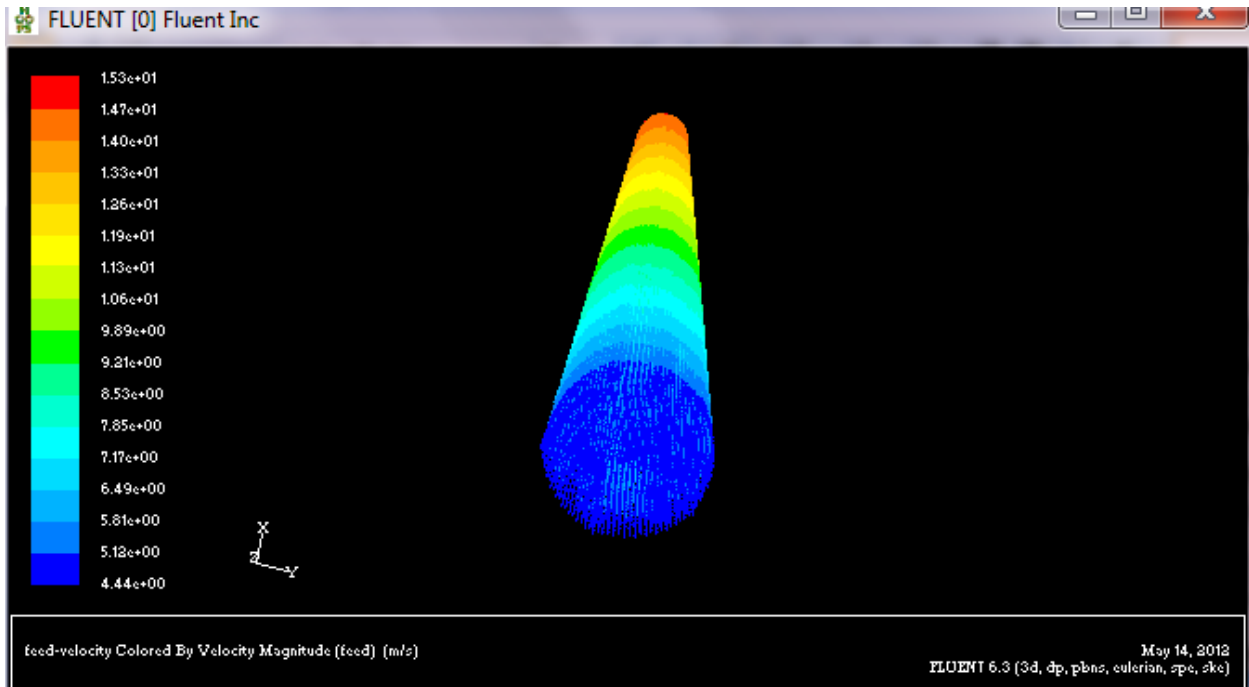 FLUENT [0] Fluent Inc
1.53e+01
1.47e+01
1.40e+01
1.33e+01
1.26e+01
1.19e+01
1.13e+01
1.06e+01
9.89e+00
9.21e+00
8.53e+00
7.85e+00
7.17e+00
6.49e+00
5.81e+00
5.12e+00
4.44e+00
X
Z
Y
feed-velocity Colored By Velocity Magnitude (feed) (m/s)
May 14, 2012
FLUENT 6.3 (3d, dp, pbns, eulerian, spe, ske)